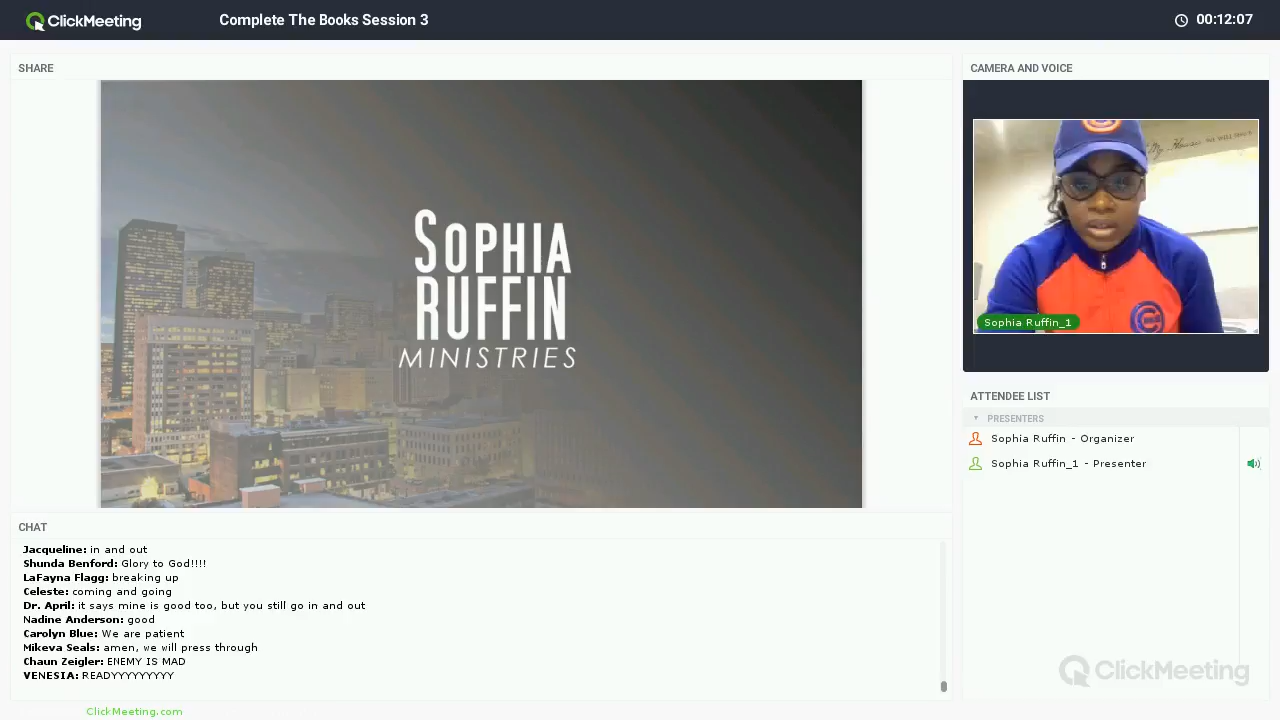 ClickMeeting
Complete The Books Session 3
00:12:07
SHARE
SOPHIA
RUFFIN
MINISTRIES
CAMERA AND VOICE
Sophia Ruffin_1
ATTENDEE LIST
PRESENTERS
Sophia Ruffin - Organizer
Sophia Ruffin_1 - Presenter
CHAT
Jacqueline: in and out
Shunda Benford: Glory to God!!!!
LaFayna Flagg: breaking up
Celeste: coming and going
Dr. April: it says mine is good too, but you still go in and out
Nadine Anderson: good
Carolyn Blue: We are patient
Mikeva Seals: amen, we will press through
Chaun Zeigler: ENEMY IS MAD
VENESIA: READYYYYYYYYY
ClickMeeting
ClickMeeting.com